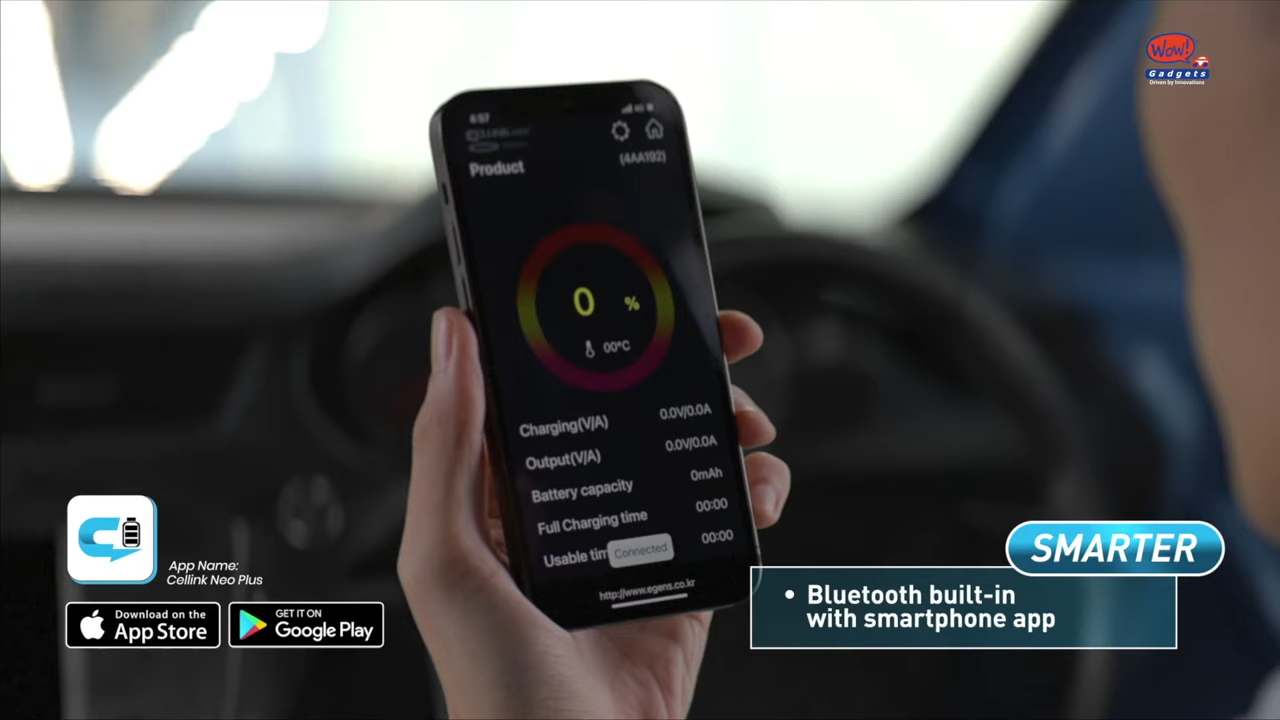 Wow!
Gadgets
Driven by Innovations
4:57
4G
Product
(4AA192)
0 %
00°C
Charging(V/A) 0.0V/0.0A
Output(V/A) 0.0V/0.0A
Battery capacity 0mAh
Full Charging time 00:00
Usable tim 00:00
Connected
http://www.egens.co.kr
App Name:
Cellink Neo Plus
Download on the
App Store
GET IT ON
Google Play
SMARTER
• Bluetooth built-in
with smartphone app